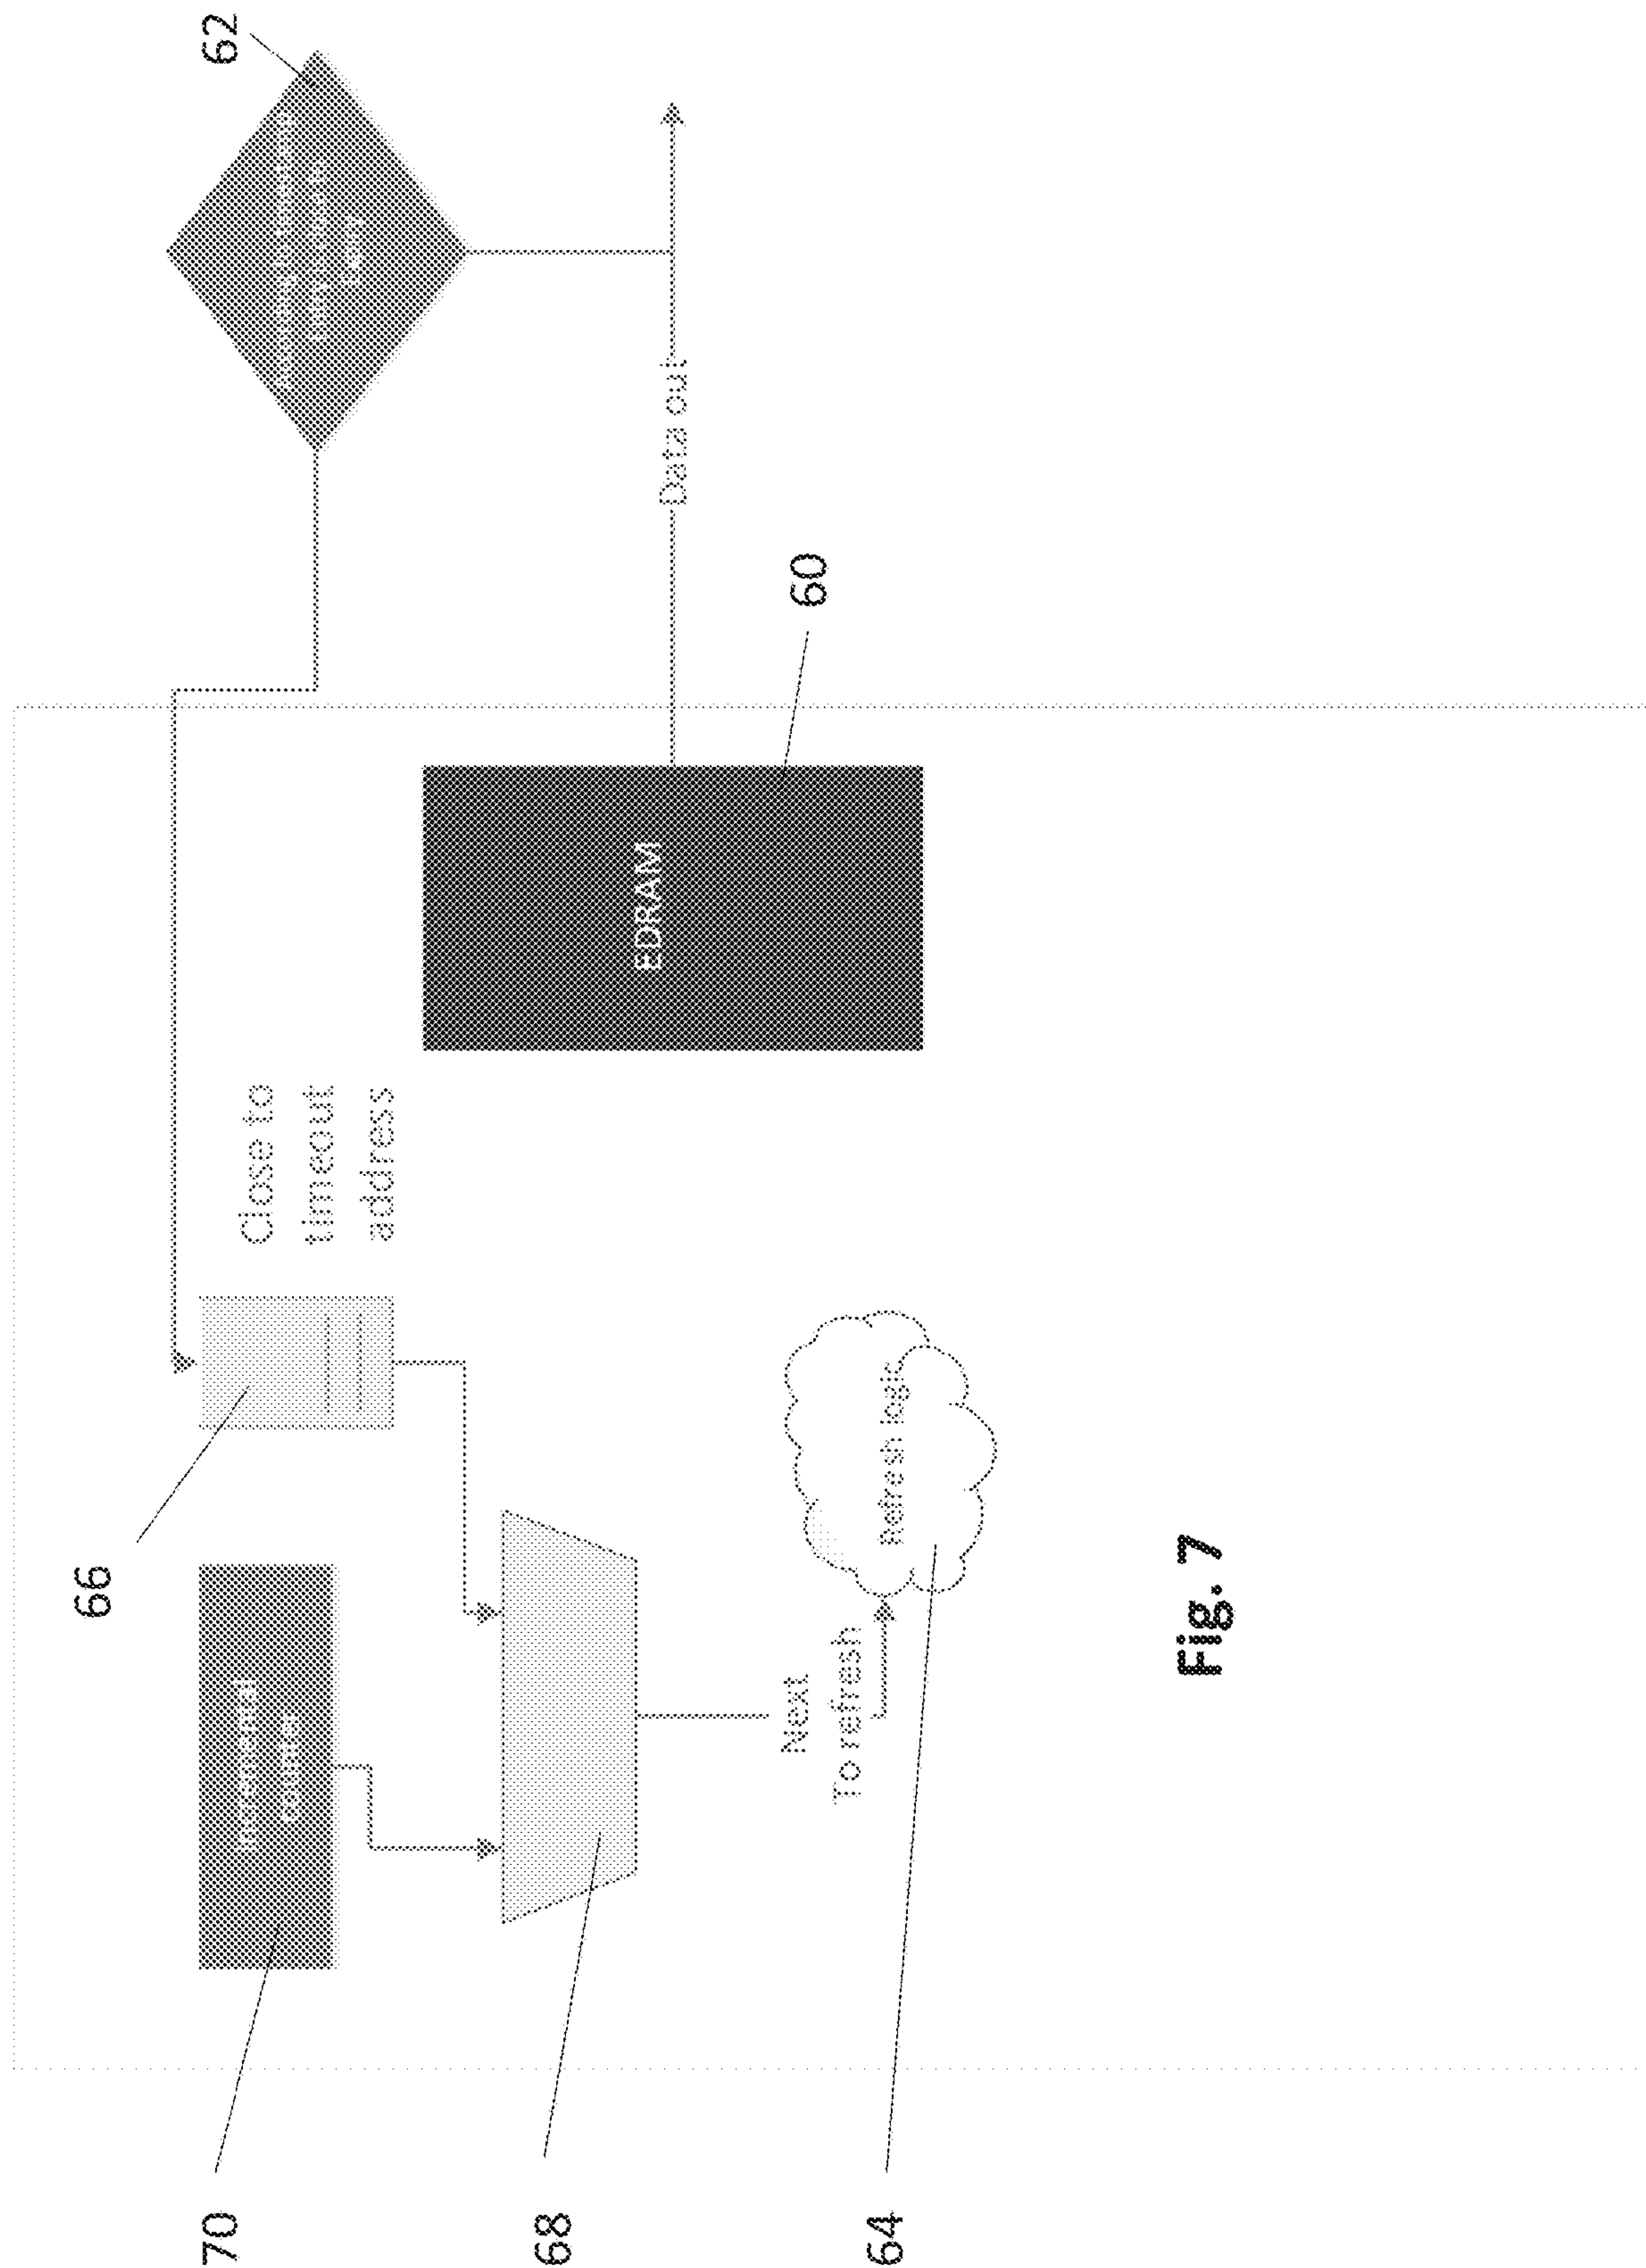 66
70
62
Incremental
Close to
timeout
address
68
EDRAM
Data out
Next
To refresh
60
64
Refresh logic
Fig. 7